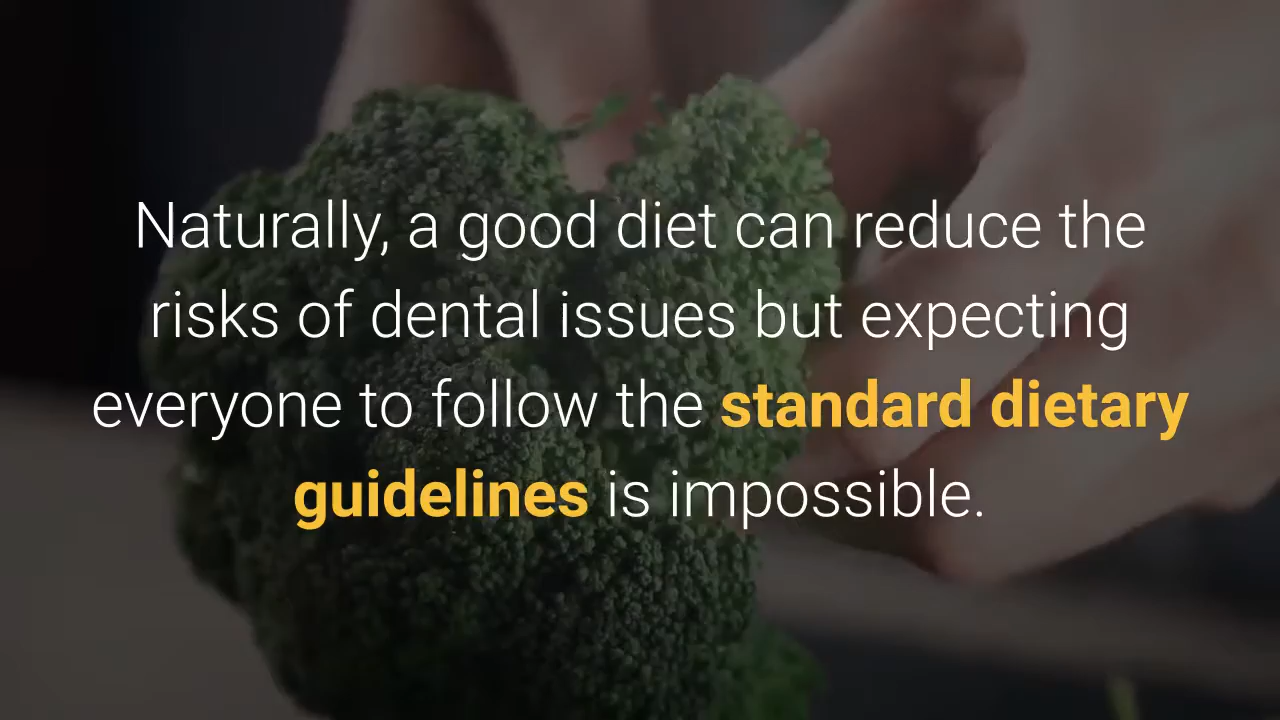 Naturally, a good diet can reduce the
risks of dental issues but expecting
everyone to follow the standard dietary
guidelines is impossible.